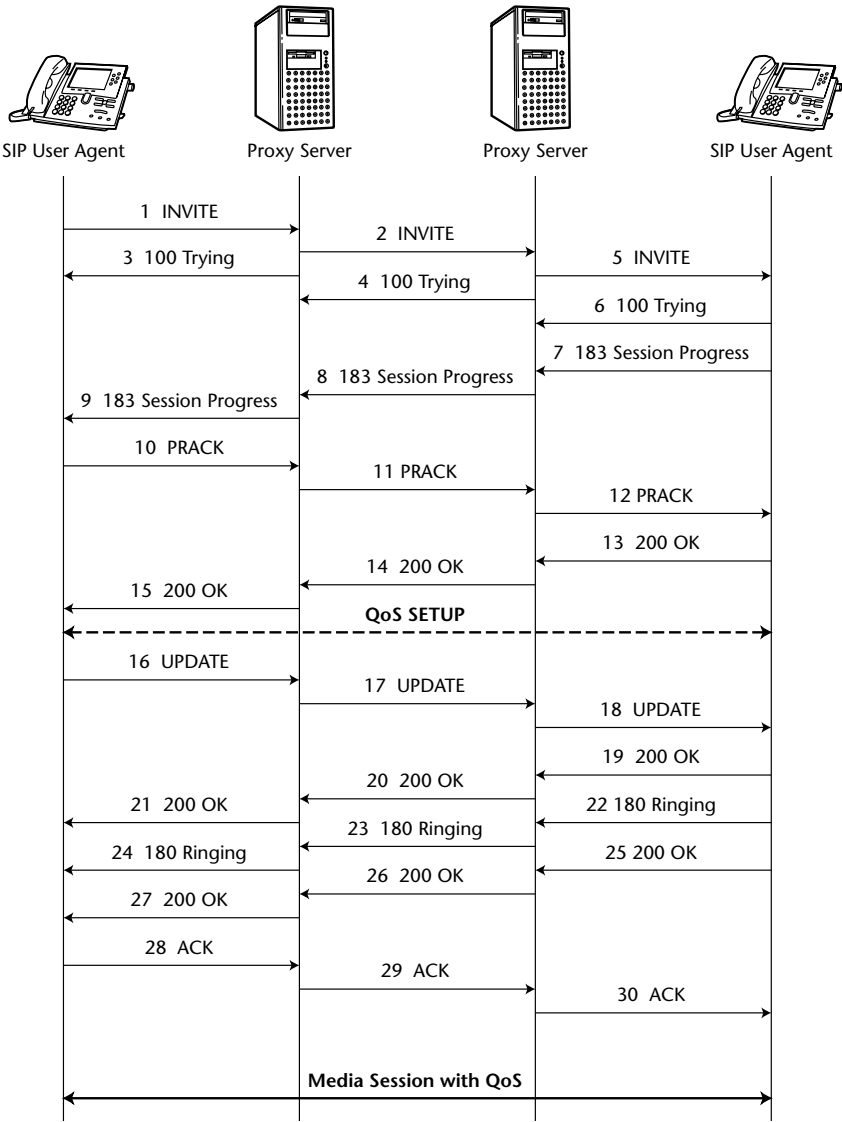 SIP User Agent
Proxy Server
Proxy Server
SIP User Agent
1 INVITE
2 INVITE
3 100 Trying
5 INVITE
4 100 Trying
6 100 Trying
7 183 Session Progress
8 183 Session Progress
9 183 Session Progress
10 PRACK
11 PRACK
12 PRACK
13 200 OK
14 200 OK
15 200 OK
QoS SETUP
16 UPDATE
17 UPDATE
18 UPDATE
19 200 OK
20 200 OK
21 200 OK
22 180 Ringing
23 180 Ringing
24 180 Ringing
25 200 OK
26 200 OK
27 200 OK
28 ACK
29 ACK
30 ACK
Media Session with QoS